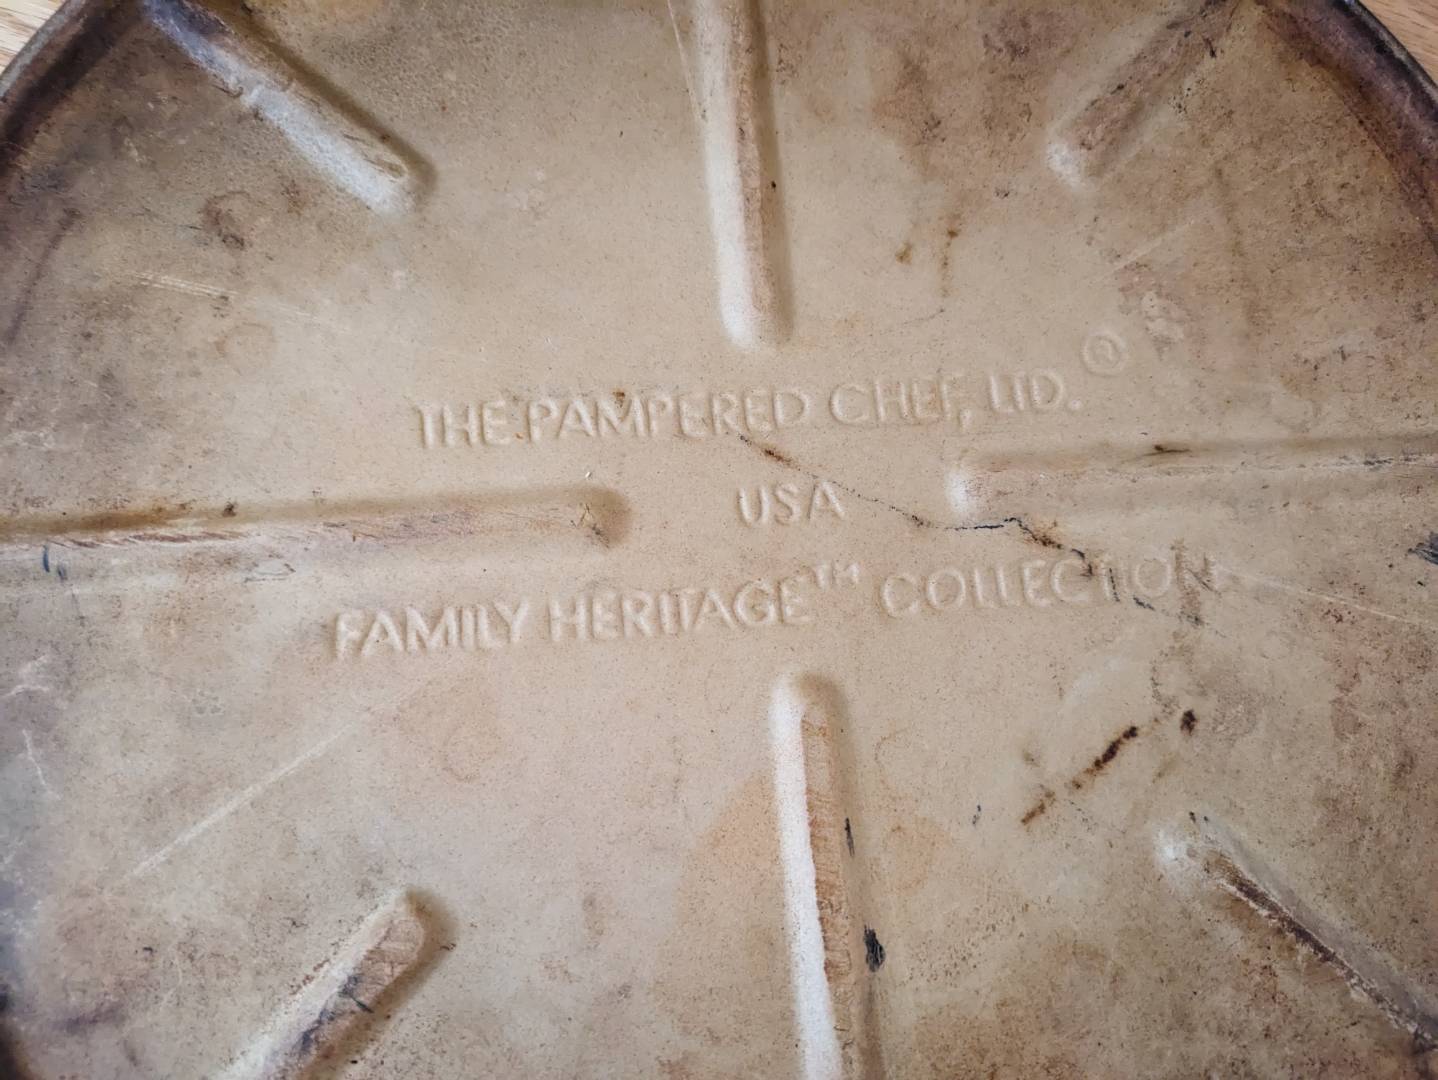 THE PAMPERED CHEF, LTD. ®
USA
FAMILY HERITAGE™ COLLECTION